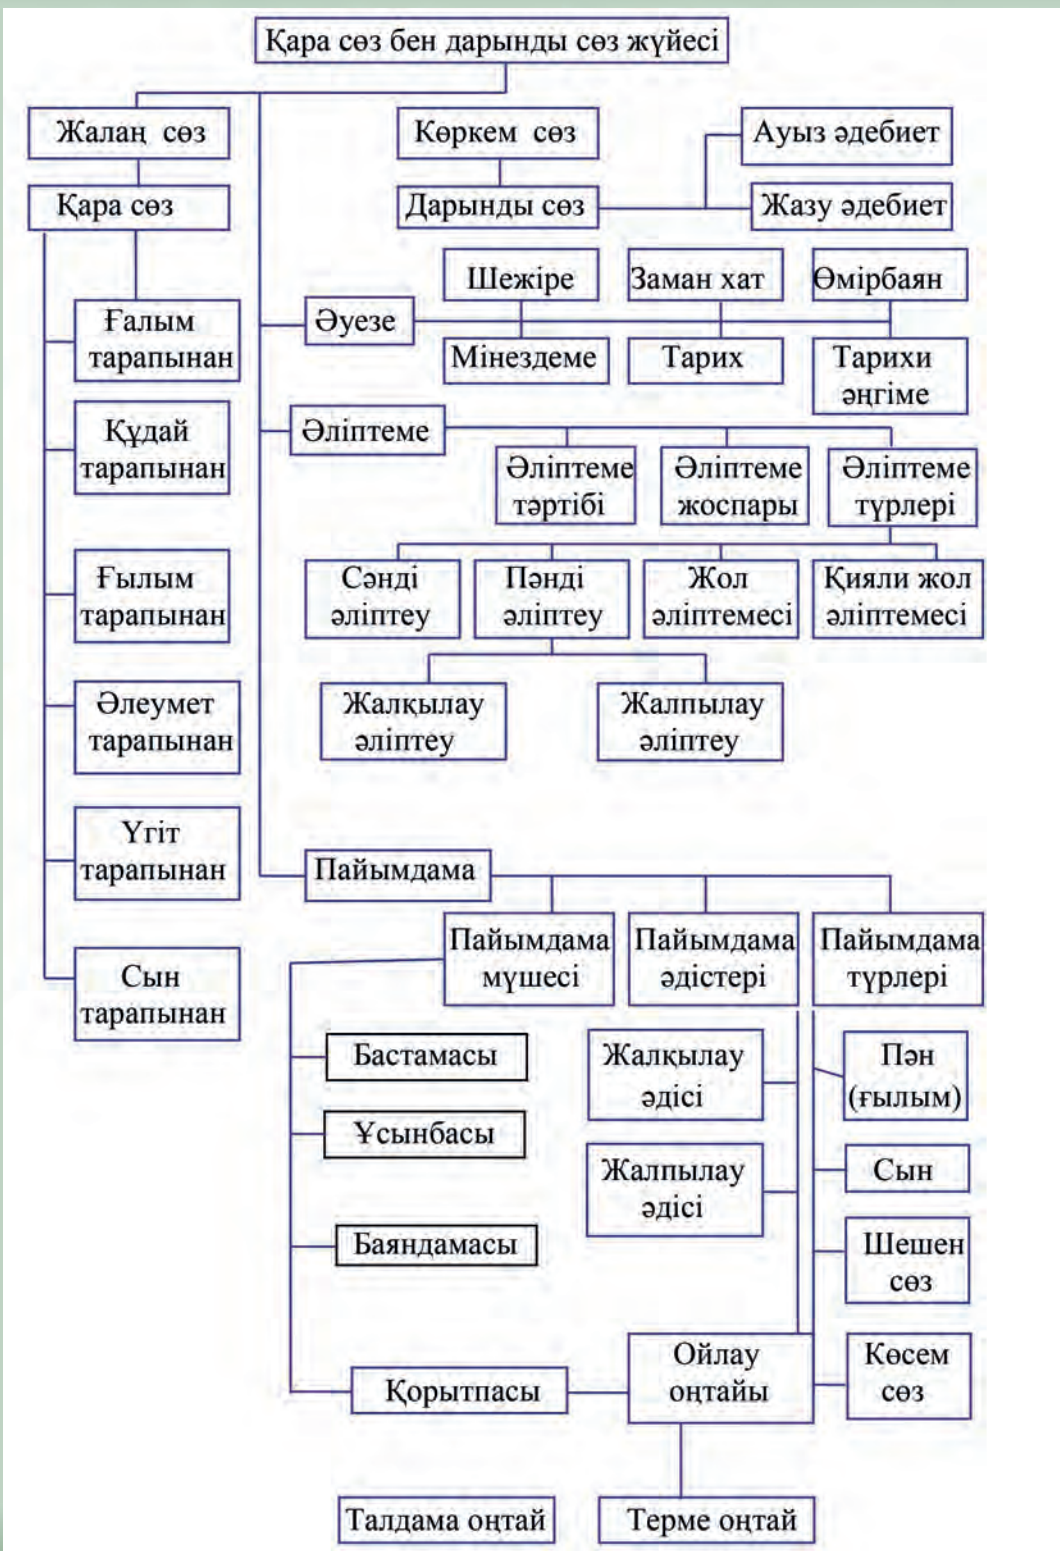 Қара сөз бен дарынды сөз жүйесі
Жалаң сөз
Көркем сөз
Ауыз әдебиет
Қара сөз
Дарынды сөз
Жазу әдебиет
Шежіре
Заман хат
Өмірбаян
Әуезе
Мінездеме
Тарих
Тарихи
әңгіме
Ғалым
тарапынан
Құдай
тарапынан
Ғылым
тарапынан
Әлеумет
тарапынан
Үгіт
тарапынан
Сын
тарапынан
Әліптеме
Әліптеме
тәртібі
Әліптеме
жоспары
Әліптеме
түрлері
Сәнді
әліптеу
Пәнді
әліптеу
Жол
әліптемесі
Қияли жол
әліптемесі
Жалқылау
әліптеу
Жалпылау
әліптеу
Пайымдама
Пайымдама
мүшесі
Пайымдама
әдістері
Пайымдама
түрлері
Бастамасы
Ұсынбасы
Баяндамасы
Қорытпасы
Жалқылау
әдісі
Жалпылау
әдісі
Пән
(ғылым)
Сын
Шешен
сөз
Көсем
сөз
Ойлау
оңтайы
Талдама оңтай
Терме оңтай